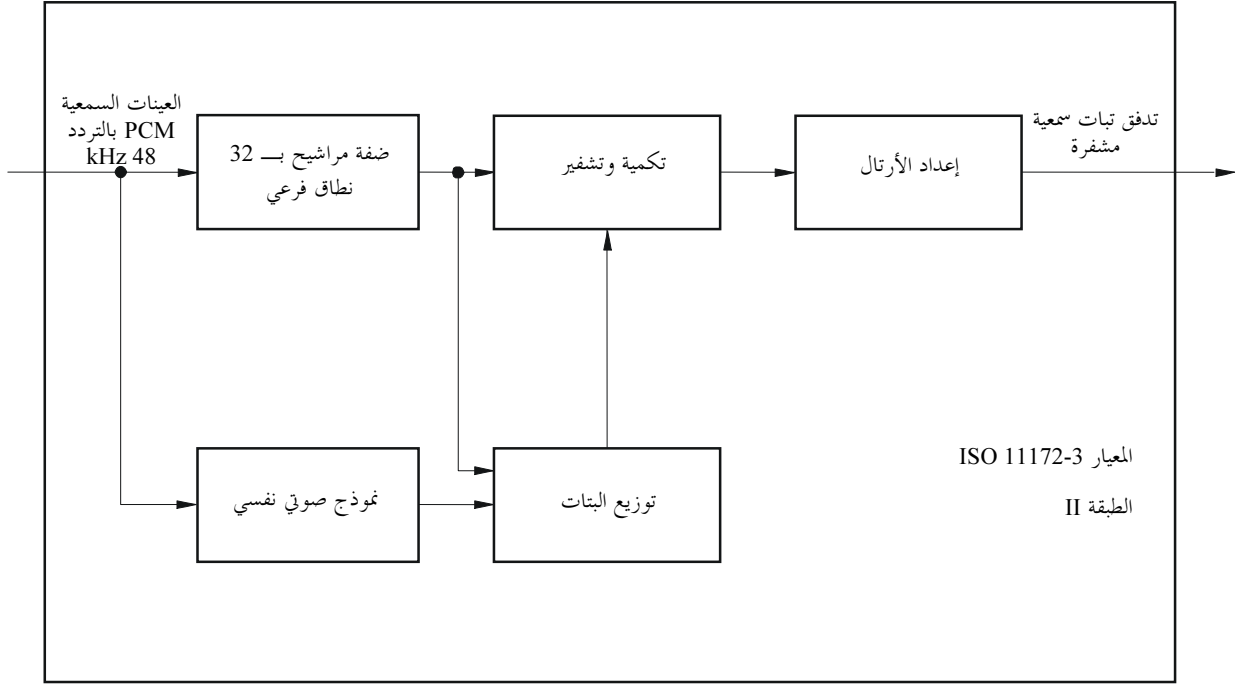 العينات السمعية
PCM بالتردد
kHz 48
ضفة مراشيح بـــ 32
نطاق فرعي
تكمية وتشفير
إعداد الأرتال
تدفق تبات سمعية
مشفرة
نموذج صوتي نفسي
توزيع البتات
المعيار ISO 11172-3
الطبقة II